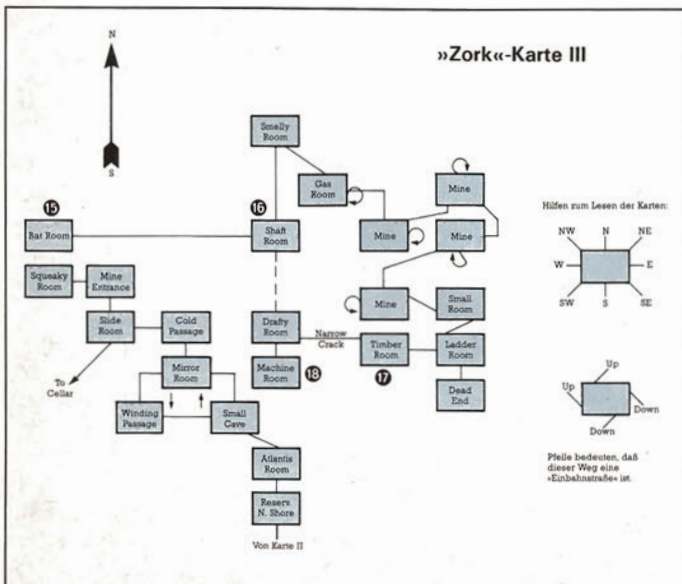 »Zork«-Karte III
N
S
Smelly
Room
Gas
Room
Mine
Hilfen zum Lesen der Karten:
15
16
Bat Room
Shaft
Room
Mine
Mine
NW
N
NE
W
E
SW
S
SE
Squeaky
Room
Mine
Entrance
Mine
Small
Room
Slide
Room
Cold
Passage
Drafty
Room
Narrow
Crack
Timber
Room
Ladder
Room
To
Cellar
Mirror
Room
Machine
Room
18
17
Dead
End
Up
Up
Down
Down
Winding
Passage
Small
Cave
Atlantis
Room
Pfeile bedeuten, daß
dieser Weg eine
»Einbahnstraße« ist.
Reserv.
N. Shore
Von Karte II